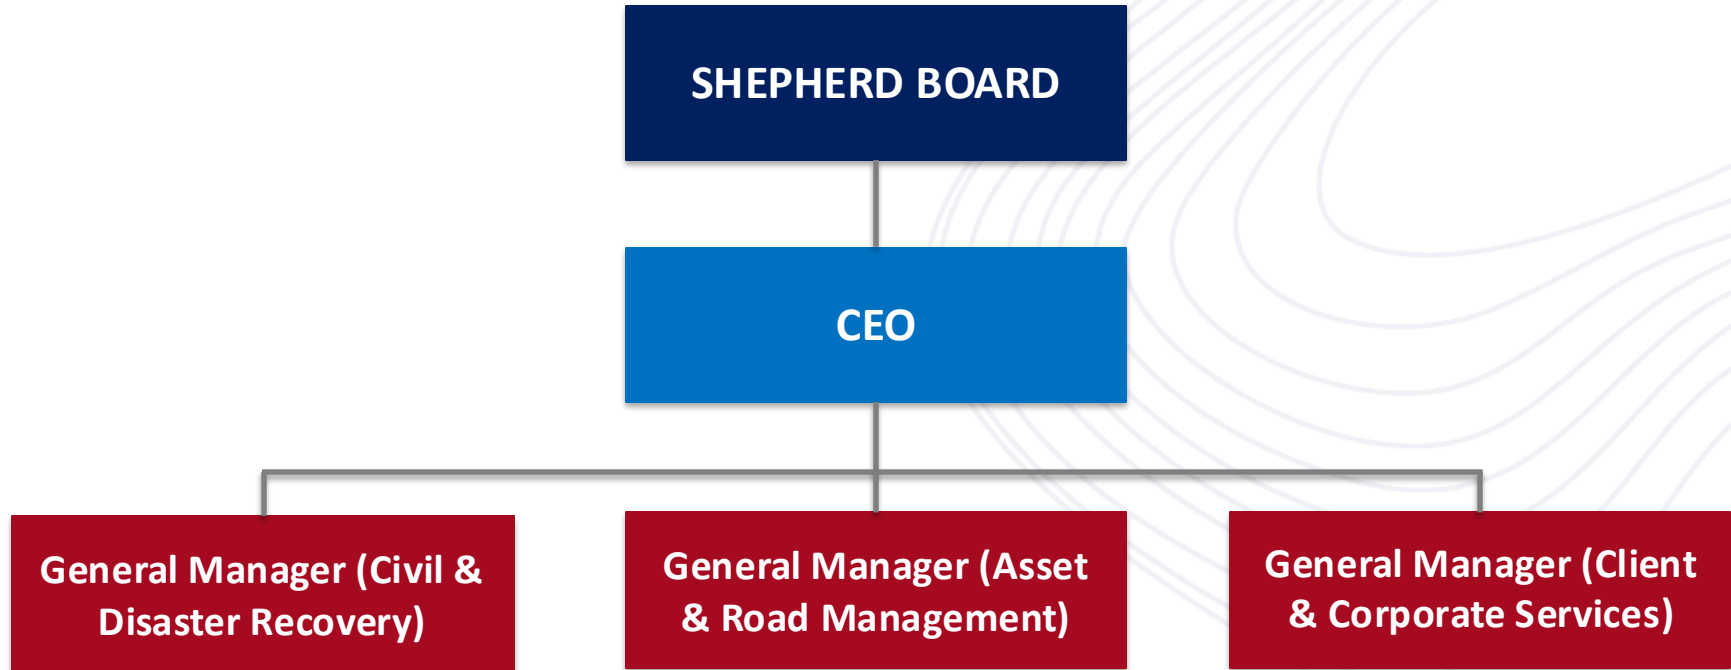 SHEPHERD BOARD
CEO
General Manager (Civil &
Disaster Recovery)
General Manager (Asset
& Road Management)
General Manager (Client
& Corporate Services)